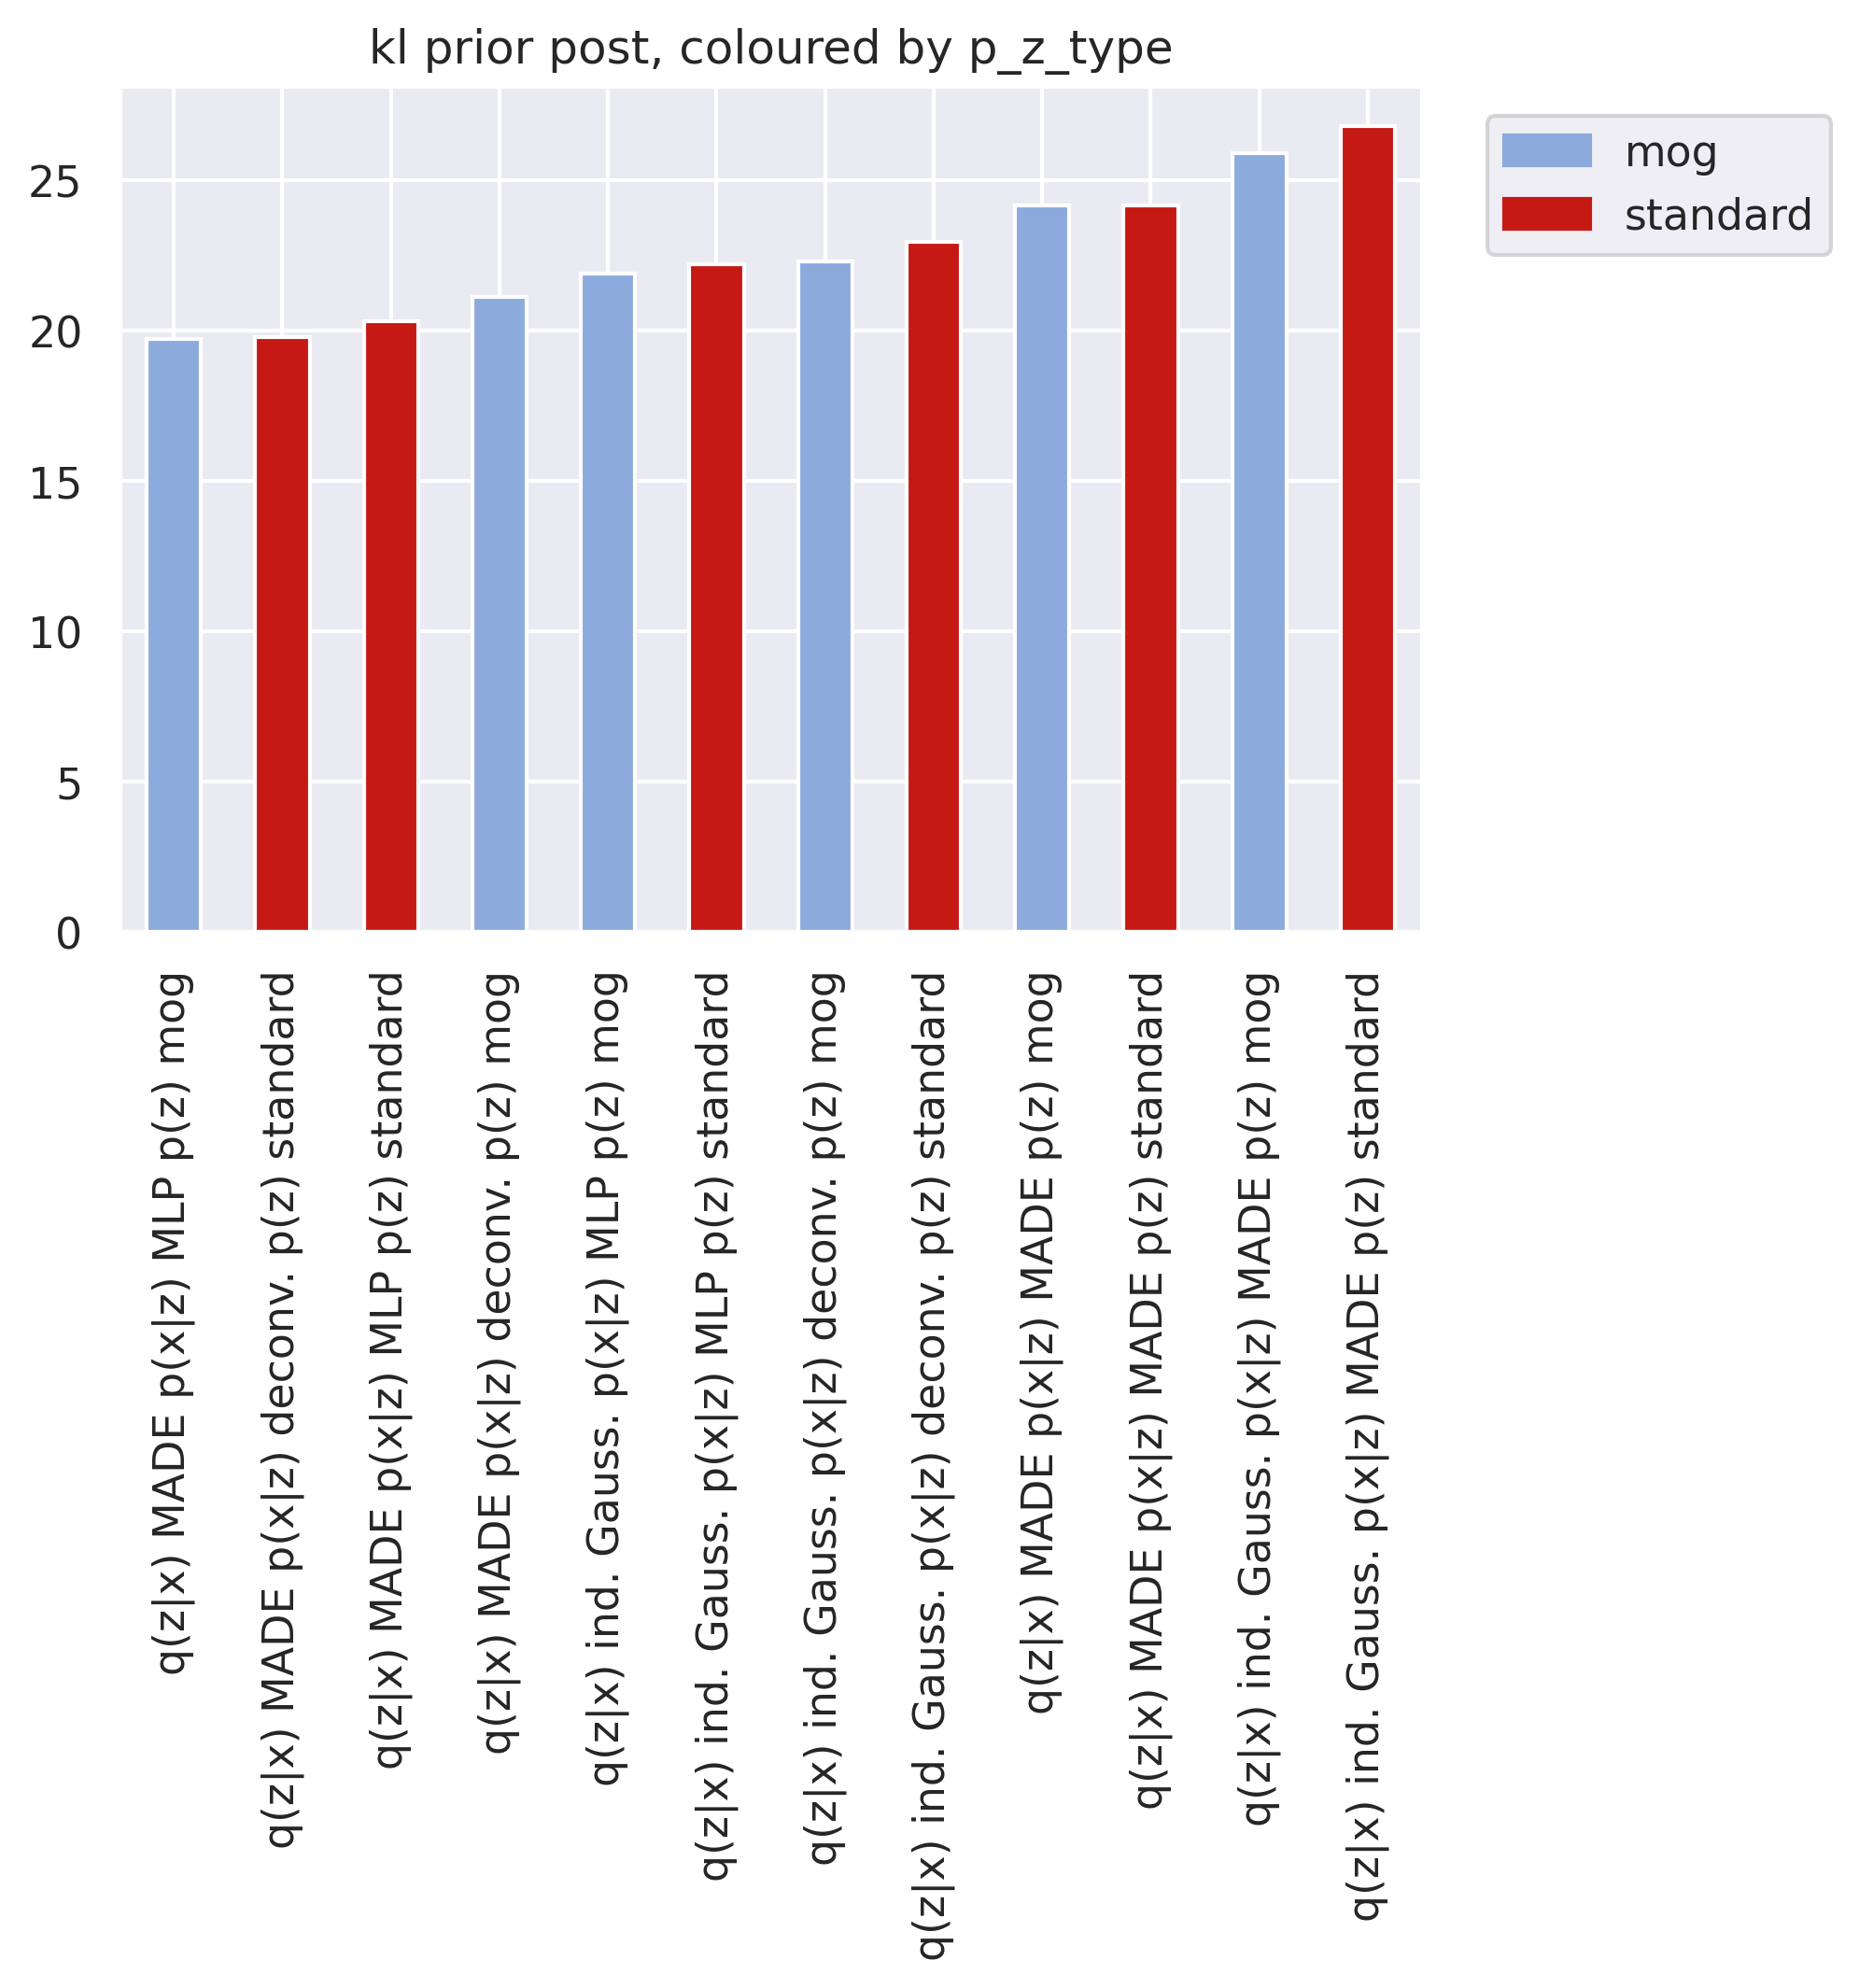 kl prior post, coloured by p_z_type
mog
standard
25
20
15
10
5
0
q(z|x) MADE p(x|z) MLP p(z) mog
q(z|x) MADE p(x|z) deconv. p(z) standard
q(z|x) MADE p(x|z) MLP p(z) standard
q(z|x) MADE p(x|z) deconv. p(z) mog
q(z|x) ind. Gauss. p(x|z) MLP p(z) mog
q(z|x) ind. Gauss. p(x|z) MLP p(z) standard
q(z|x) ind. Gauss. p(x|z) deconv. p(z) mog
q(z|x) ind. Gauss. p(x|z) deconv. p(z) standard
q(z|x) MADE p(x|z) MADE p(z) mog
q(z|x) MADE p(x|z) MADE p(z) standard
q(z|x) ind. Gauss. p(x|z) MADE p(z) mog
q(z|x) ind. Gauss. p(x|z) MADE p(z) standard